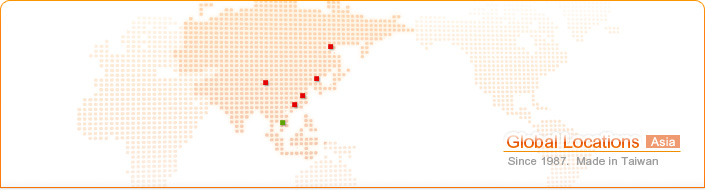 Global Locations Asia
Since 1987. Made in Taiwan